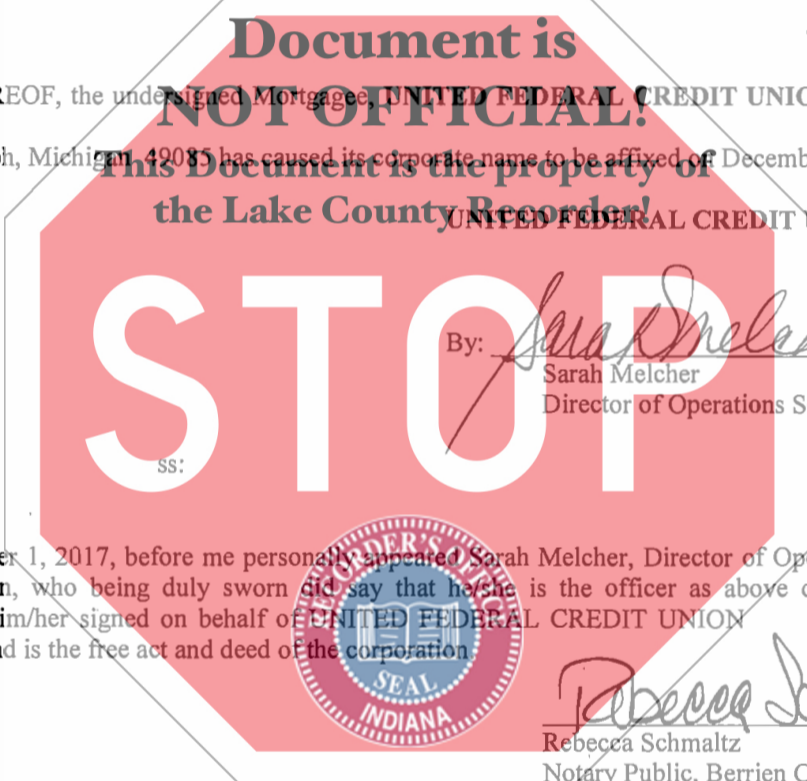 Document is
REOF, the undersigned Mortgagee, UNITED FEDERAL CREDIT UNIO
NOT OFFICIAL!
h, Michigan 49085 has caused its corporate name to be affixed on Decemb
This Document is the property of
the Lake County Recorder!
UNITED FEDERAL CREDIT
STOP
By:
Sarah Melcher
Director of Operations S
ss:
er 1, 2017, before me personally appeared Sarah Melcher, Director of Op
n, who being duly sworn did say that he/she is the officer as above
im/her signed on behalf of UNITED FEDERAL CREDIT UNION
d is the free act and deed of the corporation
RECORDER'S OFFICE
SEAL
INDIANA
Rebecca
Rebecca Schmaltz
Notary Public, Berrien C